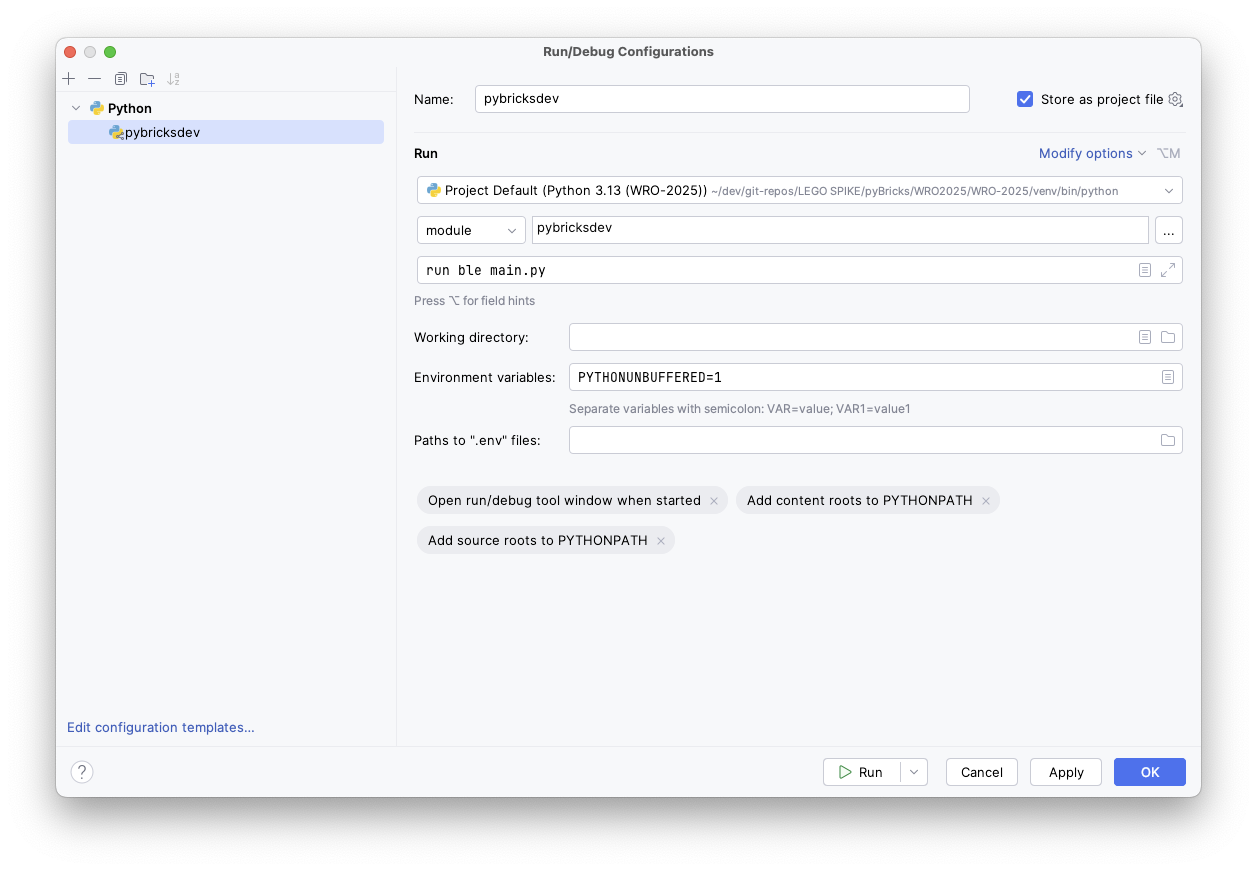 Run/Debug Configurations
Python
pybricksdev
Edit configuration templates...
Name: pybricksdev Store as project file
Run Modify options ⌥M
Project Default (Python 3.13 (WRO-2025)) ~/dev/git-repos/LEGO SPIKE/pyBricks/WRO2025/WRO-2025/venv/bin/python
module pybricksdev ...
run ble main.py
Press ⌥ for field hints
Working directory:
Environment variables: PYTHONUNBUFFERED=1
Separate variables with semicolon: VAR=value; VAR1=value1
Paths to ".env" files:
Open run/debug tool window when started × Add content roots to PYTHONPATH ×
Add source roots to PYTHONPATH ×
? Run Cancel Apply OK